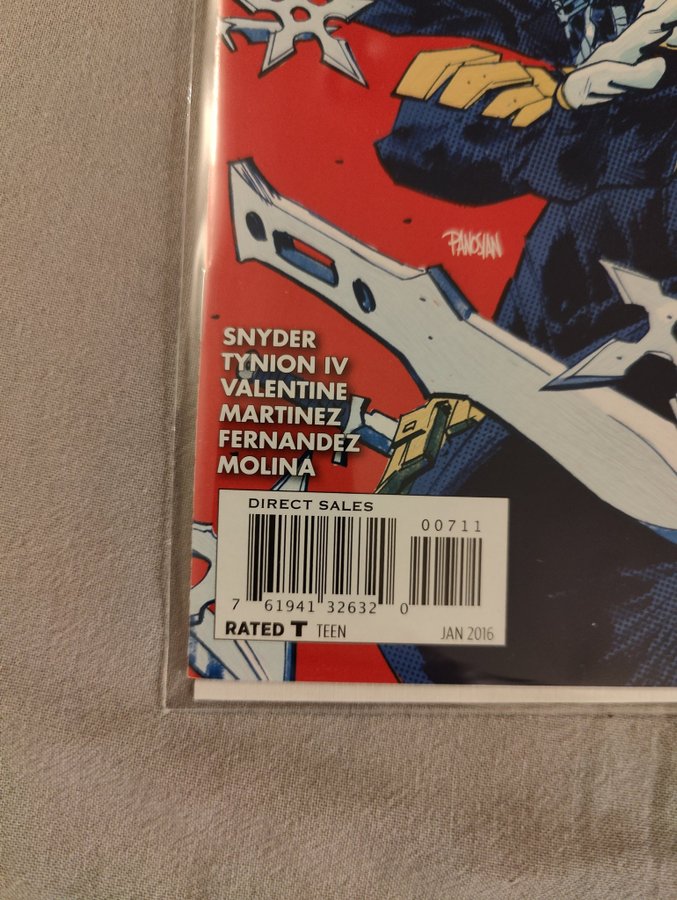 PANOSIAN
SNYDER
TYNION IV
VALENTINE
MARTINEZ
FERNANDEZ
MOLINA
DIRECT SALES
00711
7 61941 32632 0
RATED T TEEN
JAN 2016